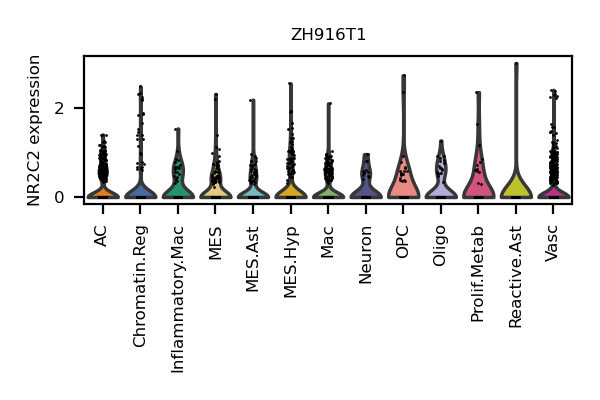 ZH916T1
NR2C2 expression
2
0
AC
Chromatin.Reg
Inflammatory.Mac
MES
MES.Ast
MES.Hyp
Mac
Neuron
OPC
Oligo
Prolif.Metab
Reactive.Ast
Vasc